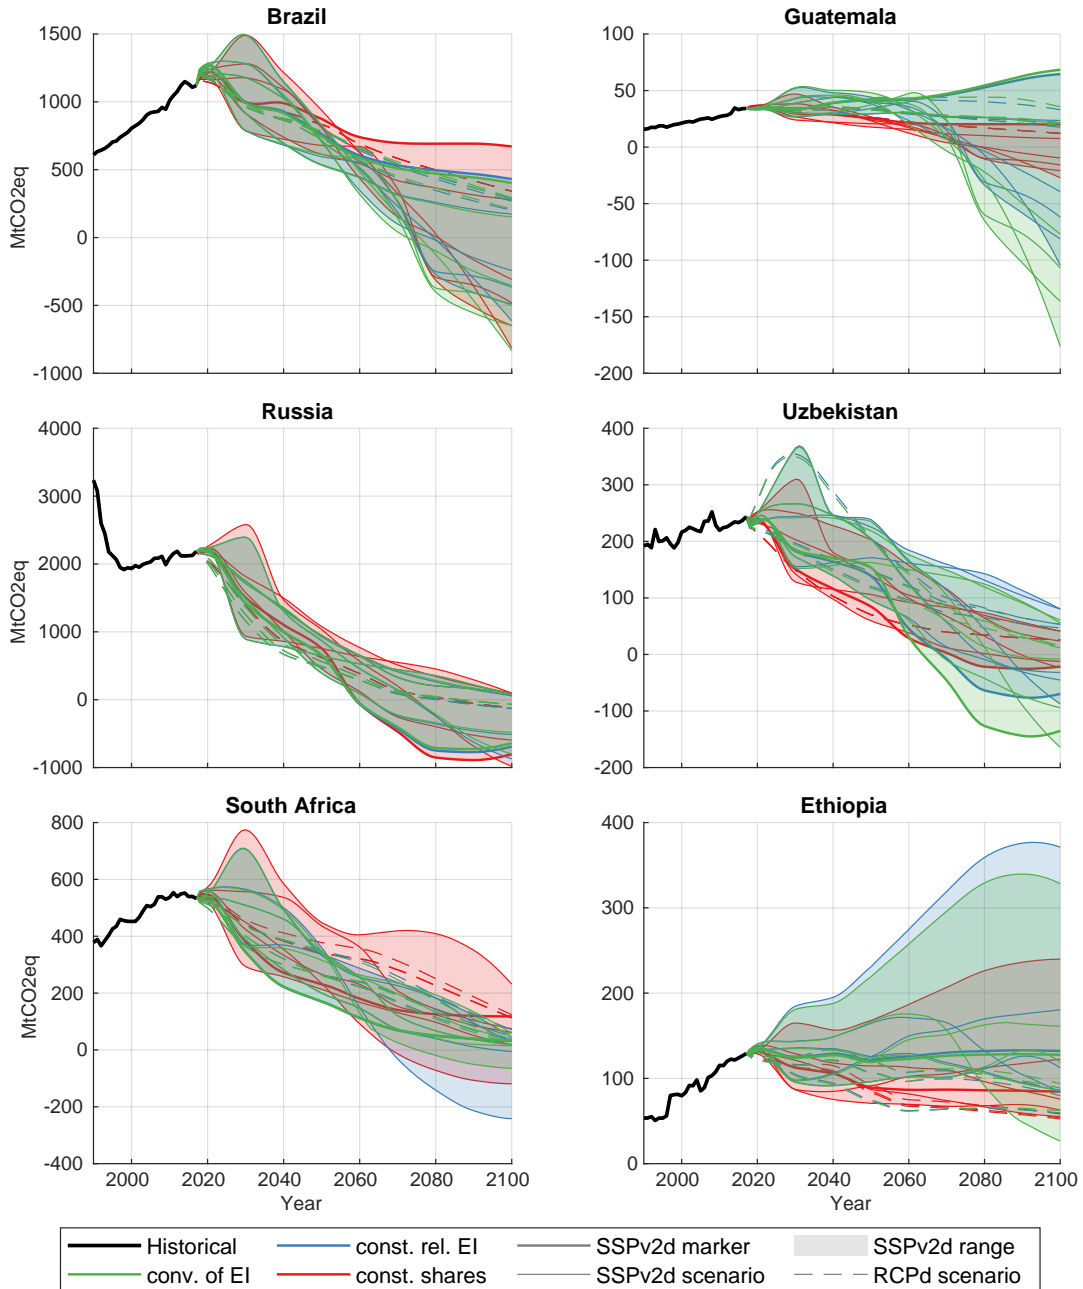 Brazil
1500
1000
500
0
-500
-1000
MtCO2eq
Guatemala
100
50
0
-50
-100
-150
-200
Russia
4000
3000
2000
1000
0
-1000
MtCO2eq
Uzbekistan
400
300
200
100
0
-100
-200
South Africa
800
600
400
200
0
-200
-400
MtCO2eq
2000 2020 2040 2060 2080 2100
Year
Ethiopia
400
300
200
100
0
2000 2020 2040 2060 2080 2100
Year
Historical const. rel. EI SSPv2d marker SSPv2d range
conv. of EI const. shares SSPv2d scenario RCPd scenario